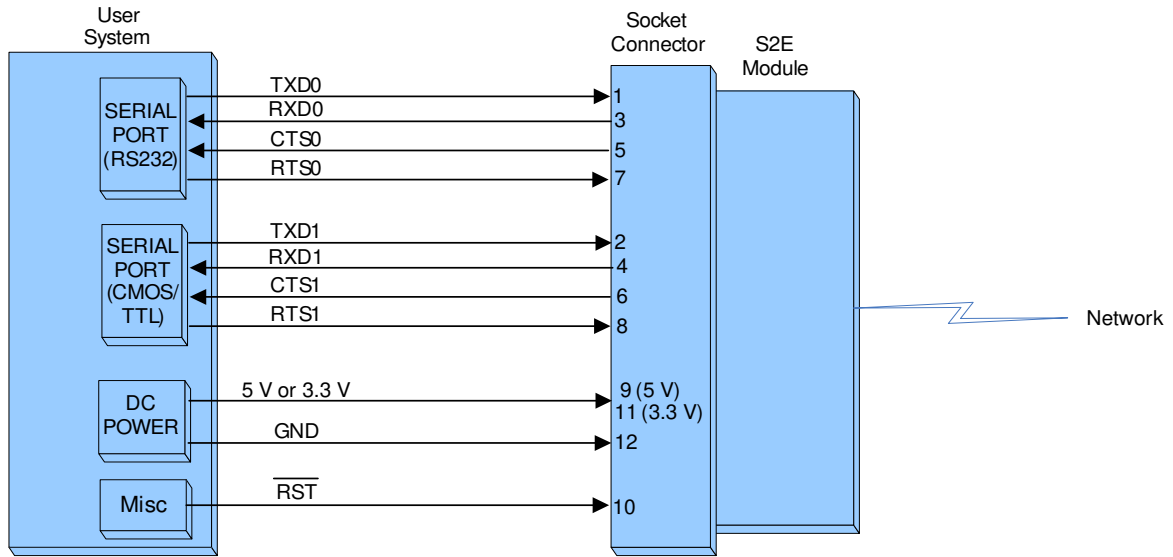 User
System
Socket
Connector
S2E
Module
SERIAL
PORT
(RS232)
TXD0
1
RXD0
3
CTS0
5
RTS0
7
SERIAL
PORT
(CMOS/
TTL)
TXD1
2
RXD1
4
CTS1
6
RTS1
8
Network
DC
POWER
5 V or 3.3 V
9 (5 V)
11 (3.3 V)
GND
12
Misc
RST
10